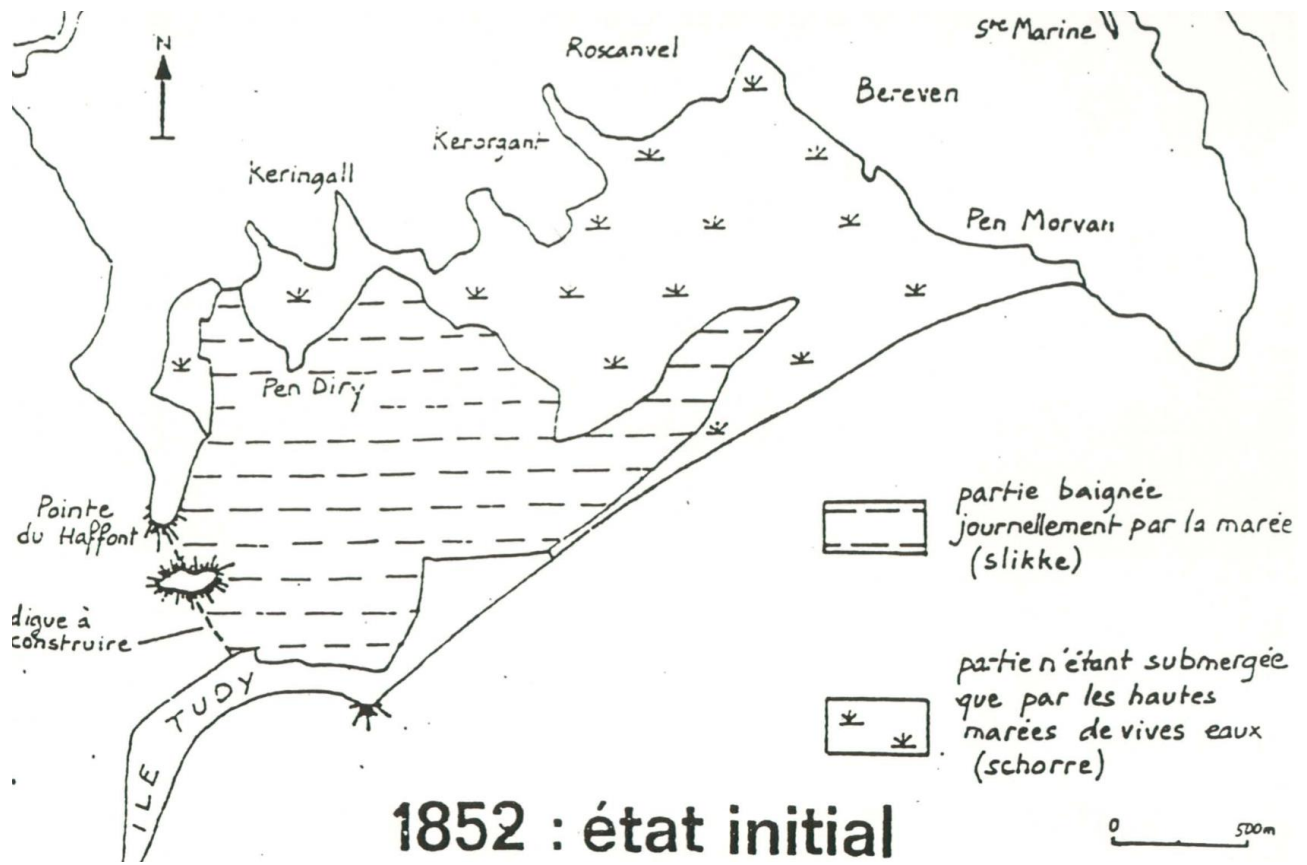 N
Roscanvel
Ste Marine
Bereven
Kerorgant
Keringall
Pen Morvan
Pen Diry
Pointe
du Haffont
digue à
construire
ILE TUDY
partie baignée
journellement par la marée
(slikke)
partie n'étant submergée
que par les hautes
marées de vives eaux
(schorre)
1852 : état initial
0 500m